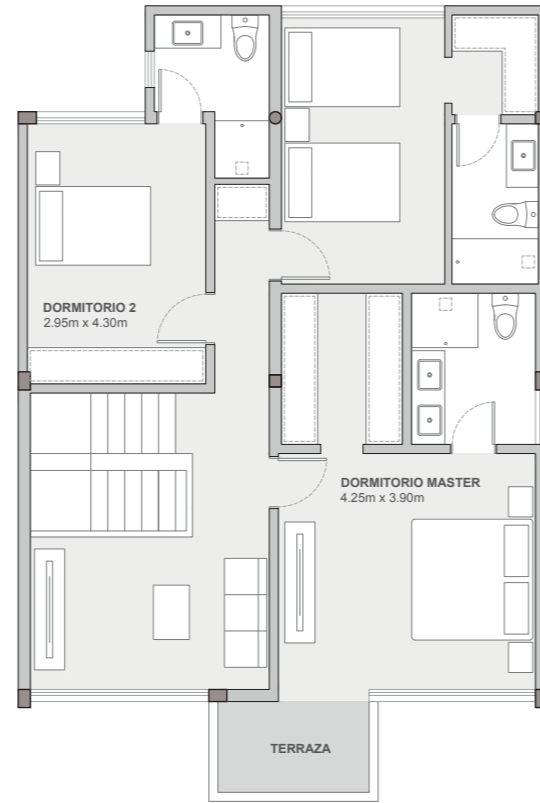 DORMITORIO 2
2.95m x 4.30m
DORMITORIO MASTER
4.25m x 3.90m
TERRAZA